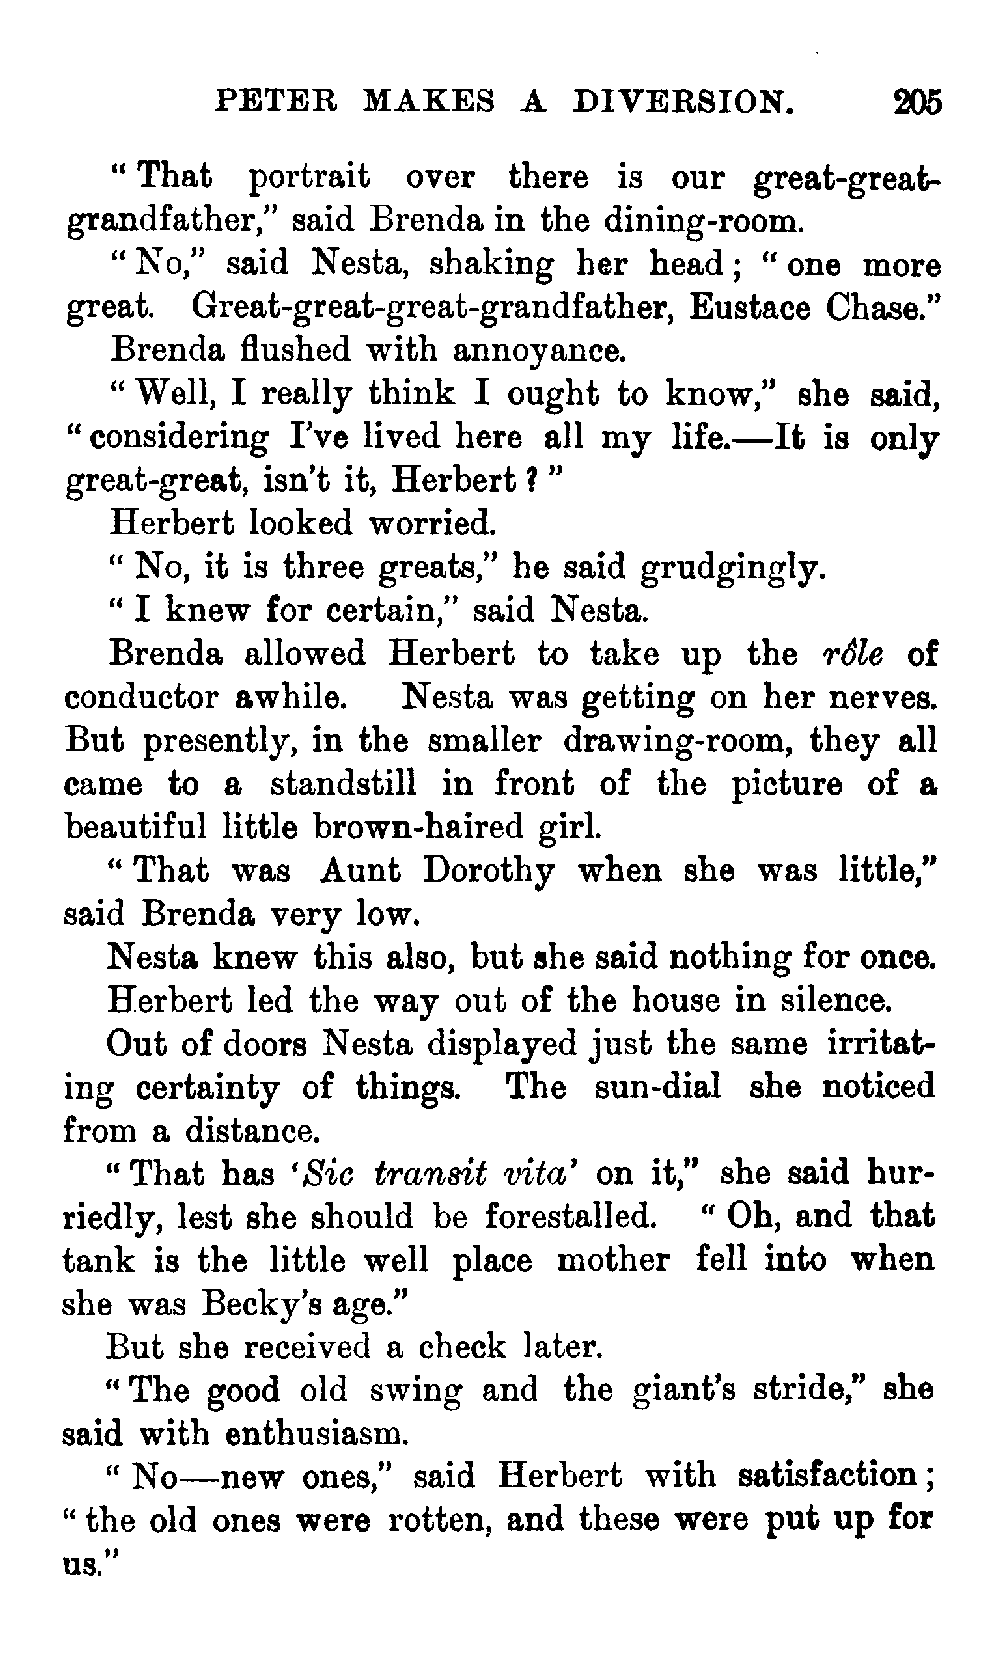 PETER MAKES A DIVERSION. 205
"That portrait over there is our great-great-
grandfather," said Brenda in the dining-room.
"No," said Nesta, shaking her head; "one more
great. Great-great-great-grandfather, Eustace Chase."
Brenda flushed with annoyance.
"Well, I really think I ought to know," she said,
"considering I've lived here all my life.—It is only
great-great, isn't it, Herbert?"
Herbert looked worried.
"No, it is three greats," he said grudgingly.
"I knew for certain," said Nesta.
Brenda allowed Herbert to take up the rôle of
conductor awhile. Nesta was getting on her nerves.
But presently, in the smaller drawing-room, they all
came to a standstill in front of the picture of a
beautiful little brown-haired girl.
"That was Aunt Dorothy when she was little,"
said Brenda very low.
Nesta knew this also, but she said nothing for once.
Herbert led the way out of the house in silence.
Out of doors Nesta displayed just the same irritat-
ing certainty of things. The sun-dial she noticed
from a distance.
"That has 'Sic transit vita' on it," she said hur-
riedly, lest she should be forestalled. "Oh, and that
tank is the little well place mother fell into when
she was Becky's age."
But she received a check later.
"The good old swing and the giant's stride," she
said with enthusiasm.
"No—new ones," said Herbert with satisfaction;
"the old ones were rotten, and these were put up for
us."